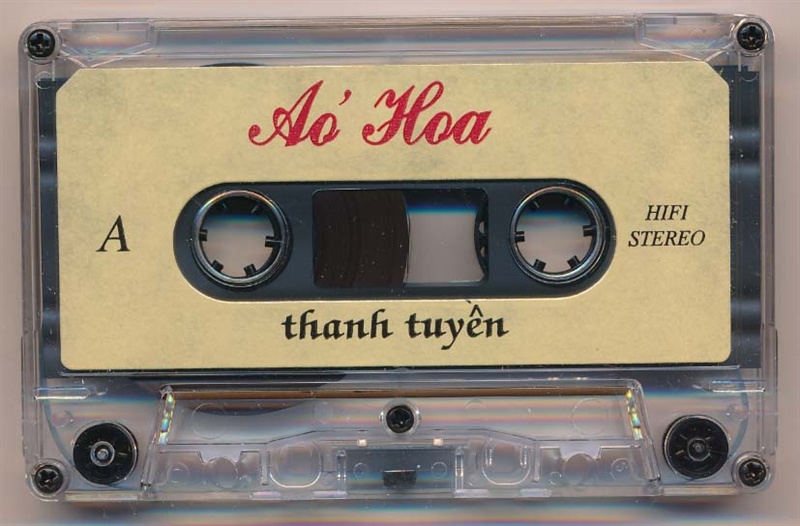 Aó Hoa
A
HIFI
STEREO
thanh tuyền